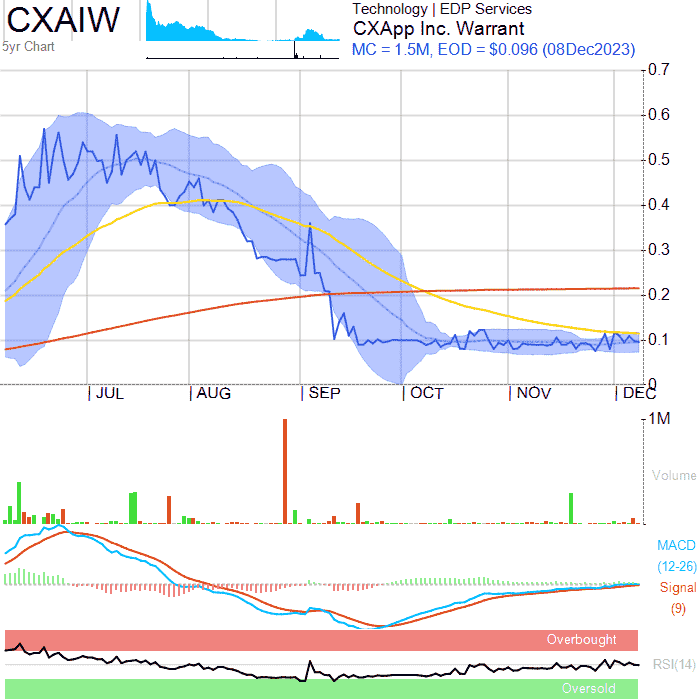 CXAIW
5yr Chart
Technology | EDP Services
CXApp Inc. Warrant
MC = 1.5M, EOD = $0.096 (08Dec2023)
0.7
0.6
0.5
0.4
0.3
0.2
0.1
0
JUL AUG SEP OCT NOV DEC
1M
Volume
MACD
(12-26)
Signal
(9)
Overbought
RSI(14)
Oversold